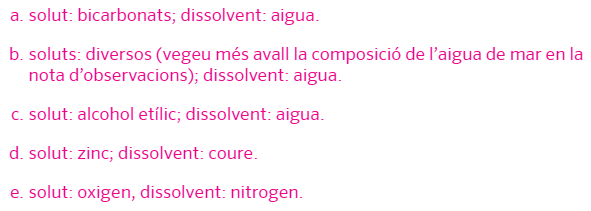 a. solut: bicarbonats; dissolvent: aigua.
b. soluts: diversos (vegeu més avall la composició de l’aigua de mar en la
nota d’observacions); dissolvent: aigua.
c. solut: alcohol etílic; dissolvent: aigua.
d. solut: zinc; dissolvent: coure.
e. solut: oxigen, dissolvent: nitrogen.